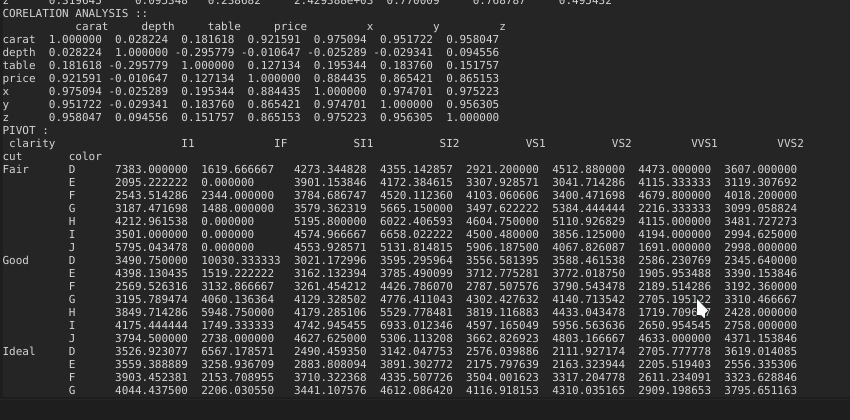 CORELATION ANALYSIS ::
carat depth table price x y z
carat 1.000000 0.028224 0.181618 0.921591 0.975094 0.951722 0.958047
depth 0.028224 1.000000 -0.295779 -0.010647 -0.025289 -0.029341 0.094556
table 0.181618 -0.295779 1.000000 0.127134 0.195344 0.183760 0.151757
price 0.921591 -0.010647 0.127134 1.000000 0.884435 0.865421 0.865153
x 0.975094 -0.025289 0.195344 0.884435 1.000000 0.974701 0.975223
y 0.951722 -0.029341 0.183760 0.865421 0.974701 1.000000 0.956305
z 0.958047 0.094556 0.151757 0.865153 0.975223 0.956305 1.000000
PIVOT :
clarity I1 IF SI1 SI2 VS1 VS2 VVS1 VVS2
cut color
Fair D 7383.000000 1619.666667 4273.344828 4355.142857 2921.200000 4512.880000 4473.000000 3607.000000
E 2095.222222 0.000000 3901.153846 4172.384615 3307.928571 3041.714286 4115.333333 3119.307692
F 2543.514286 2344.000000 3784.686747 4520.112360 4103.060606 3400.471698 4679.800000 4018.200000
G 3187.471698 1488.000000 3579.362319 5665.150000 3497.622222 5384.444444 2216.333333 3099.058824
H 4212.961538 0.000000 5195.800000 6022.406593 4604.750000 5110.926829 4115.000000 3481.727273
I 3501.000000 0.000000 4574.966667 6658.022222 4500.480000 3856.125000 4194.000000 2994.625000
J 5795.043478 0.000000 4553.928571 5131.814815 5906.187500 4067.826087 1691.000000 2998.000000
Good D 3490.750000 10030.333333 3021.172996 3595.295964 3556.581395 3588.461538 2586.230769 2345.640000
E 4398.130435 1519.222222 3162.132394 3785.490099 3712.775281 3772.018750 1905.953488 3390.153846
F 2569.526316 3132.866667 3261.454212 4426.786070 2787.507576 3790.543478 2189.514286 3192.360000
G 3195.789474 4060.136364 4129.328502 4776.411043 4302.427632 4140.713542 3310.466667
H 3849.714286 5948.750000 4179.285106 5529.778481 3819.116883 4433.043478 2428.000000
I 4175.444444 1749.333333 4742.945455 6933.012346 4597.165049 5956.563636 2650.954545 2758.000000
J 3794.500000 2738.000000 4627.625000 5306.113208 3662.826923 4803.166667 4633.000000 4371.153846
Ideal D 3526.923077 6567.178571 2490.459350 3142.047753 2576.039886 2111.927174 2705.777778 3619.014085
E 3559.388889 3258.936709 2883.808094 3891.302772 2175.797639 2163.323944 2205.519403 2556.335306
F 3903.452381 2153.708955 3710.322368 4335.507726 3504.001623 3317.204778 2611.234091 3323.628846
G 4044.437500 2206.030550 3441.107576 4612.086420 4116.918153 4310.035165 2909.198653 3795.651163